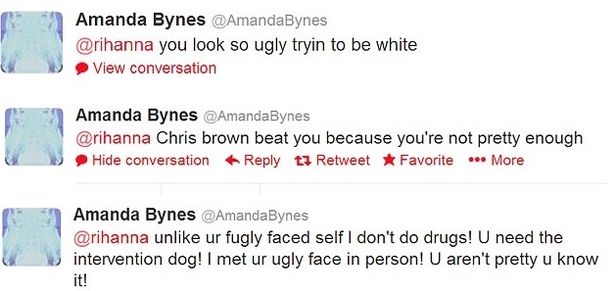 Amanda Bynes @AmandaBynes
@rihanna you look so ugly tryin to be white
View conversation
Amanda Bynes @AmandaBynes
@rihanna Chris brown beat you because you're not pretty enough
Hide conversation Reply Retweet Favorite More
Amanda Bynes @AmandaBynes
@rihanna unlike ur fugly faced self I don't do drugs! U need the
intervention dog! I met ur ugly face in person! U aren't pretty u know
it!